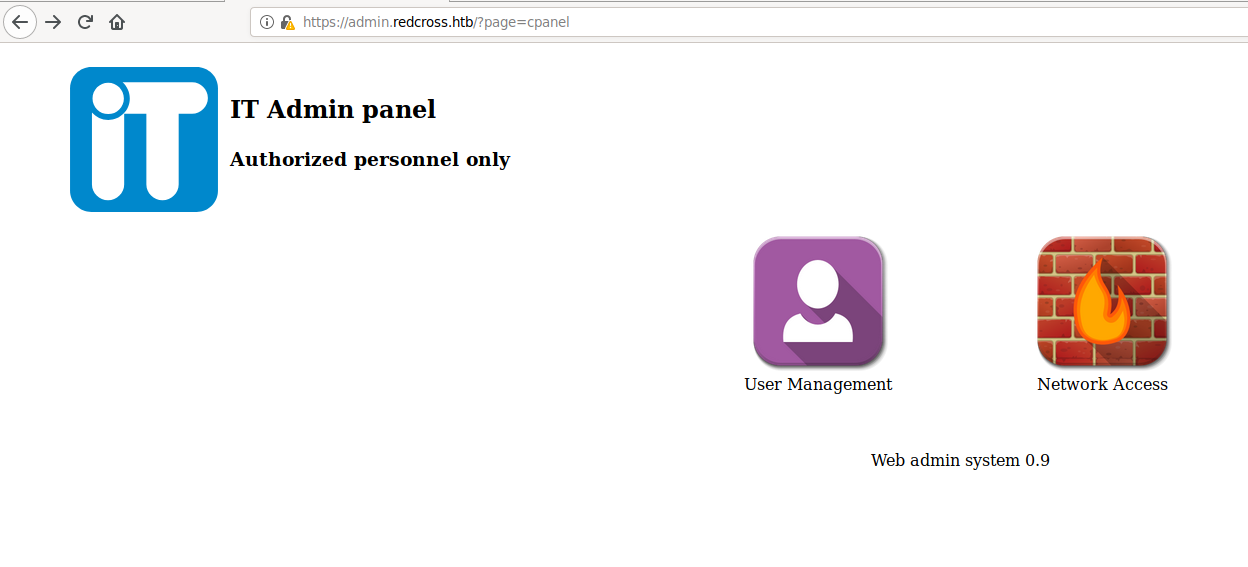 https://admin.redcross.htb/?page=cpanel
iT
IT Admin panel
Authorized personnel only
User Management
Network Access
Web admin system 0.9